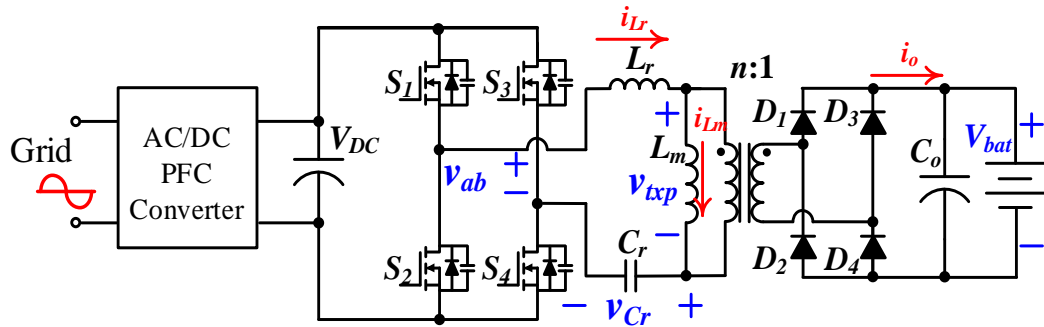 Grid
AC/DC
PFC
Converter
V_DC
S_1
S_3
S_2
S_4
v_ab
+
−
i_Lr
L_r
n:1
+
i_Lm
L_m
v_txp
−
C_r
− v_Cr +
i_o
D_1
D_3
D_2
D_4
C_o
V_bat
+
−